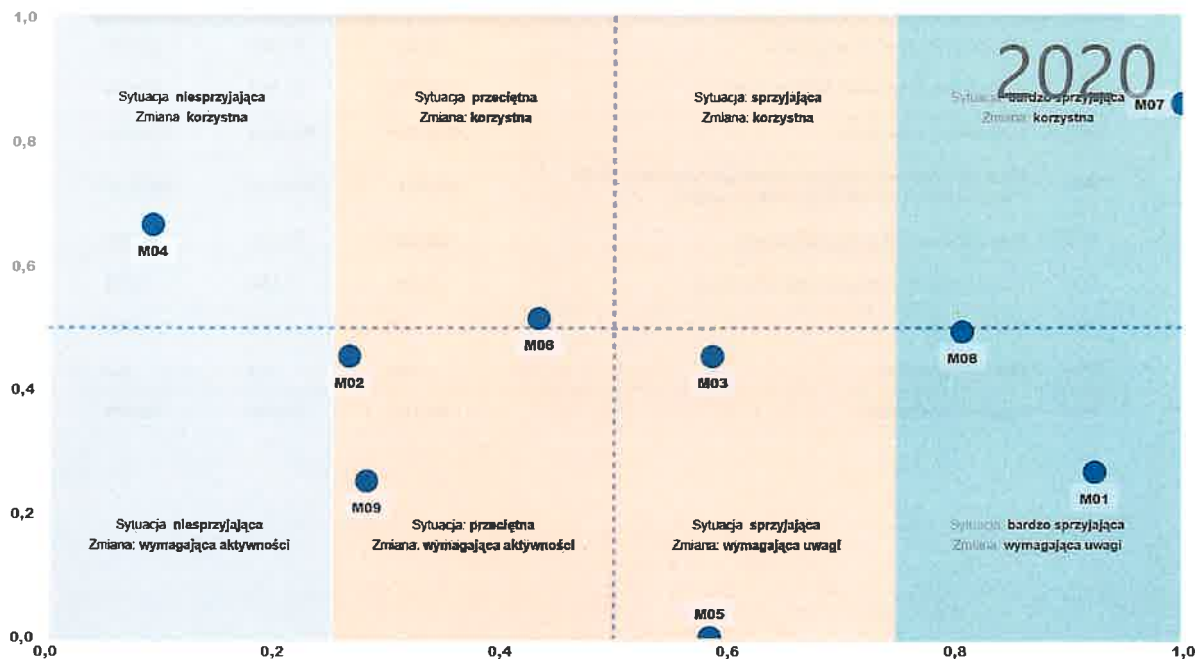 1,0
2020
Sytuacja niesprzyjająca
Zmiana korzystna
Sytuacja przeciętna
Zmiana: korzystna
Sytuacja: sprzyjająca
Zmiana: korzystna
Sytuacja: bardzo sprzyjająca
Zmiana: korzystna
M07
0,8
M04
0,6
M06
M02
M03
M08
0,4
M09
M01
0,2
Sytuacja niesprzyjająca
Zmiana: wymagająca aktywności
Sytuacja: przeciętna
Zmiana: wymagająca aktywności
Sytuacja sprzyjająca
Zmiana: wymagająca uwagi
Sytuacja: bardzo sprzyjająca
Zmiana: wymagająca uwagi
M05
0,0
0,0
0,2
0,4
0,6
0,8
1,0